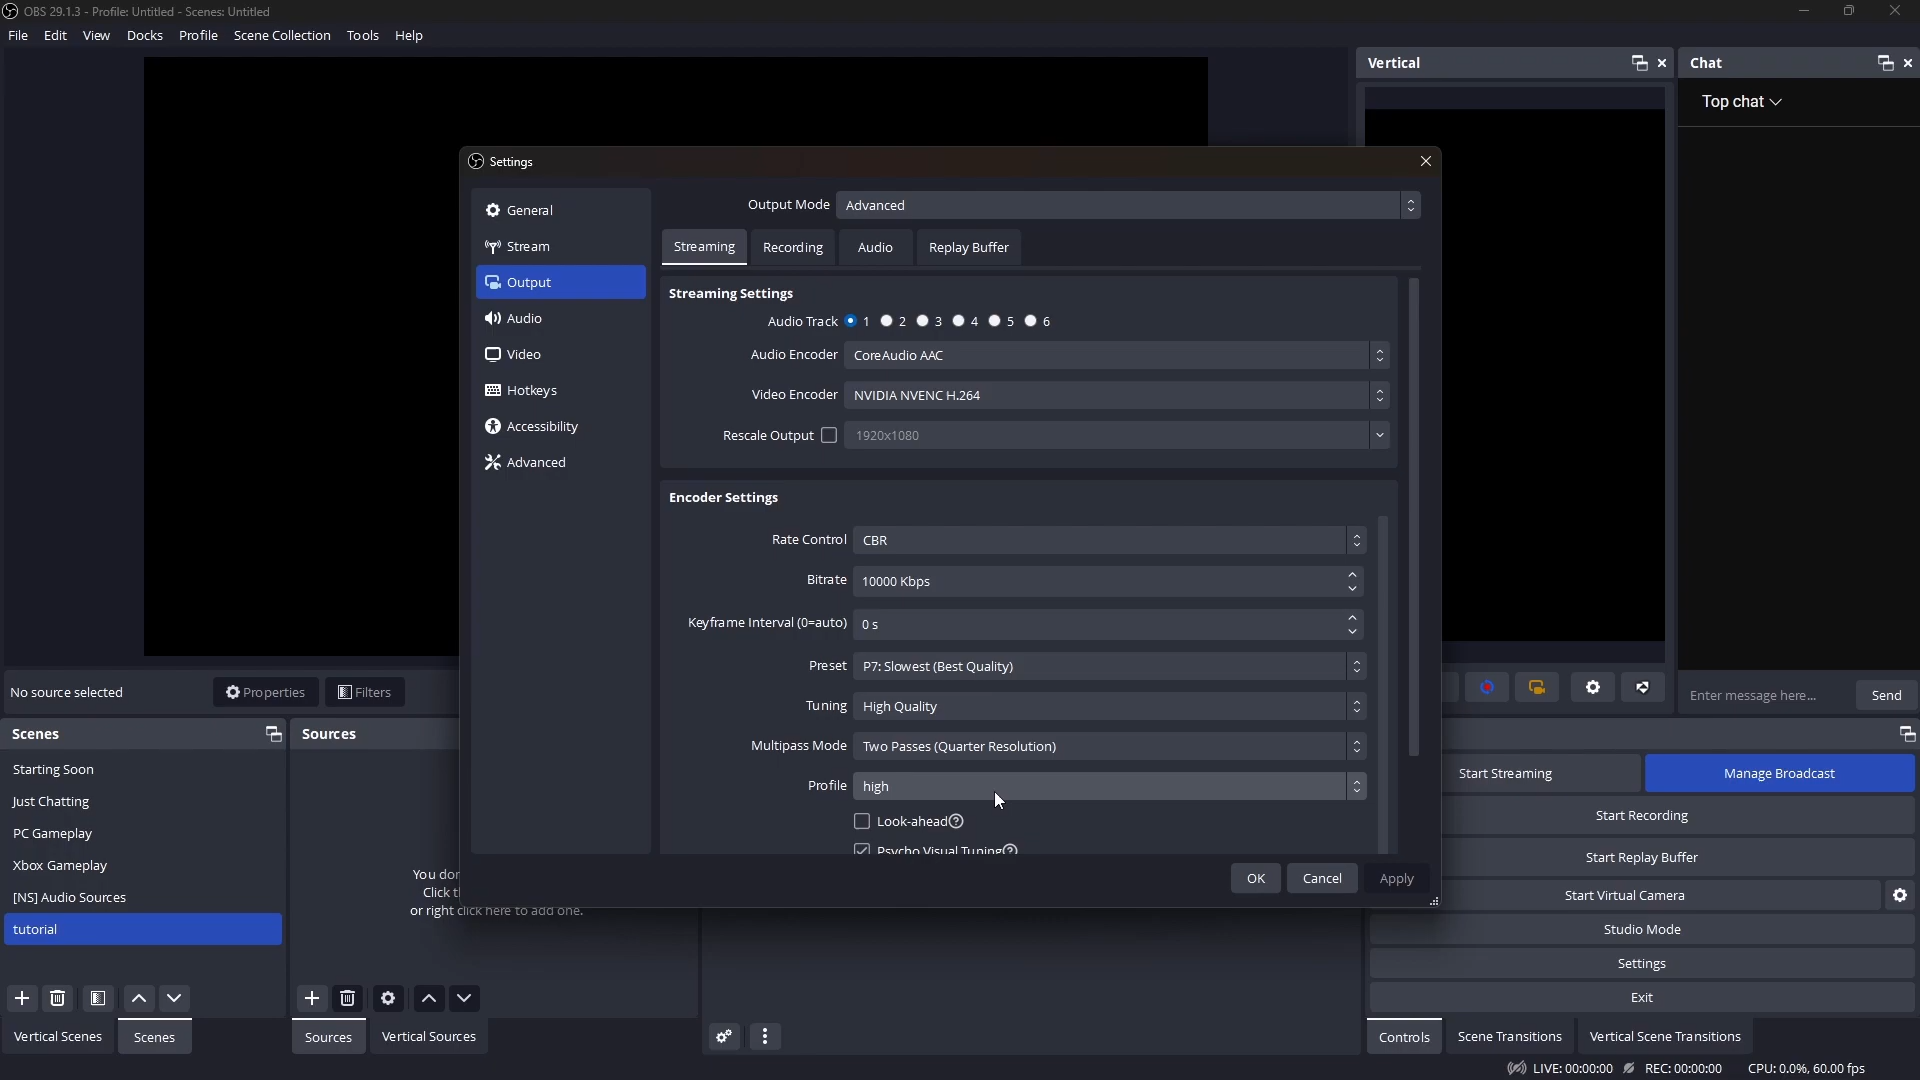 OBS 29.1.3 - Profile: Untitled - Scenes: Untitled
File Edit View Docks Profile Scene Collection Tools Help
Vertical
Chat
Top chat
Settings
General
Stream
Output
Audio
Video
Hotkeys
Accessibility
Advanced
Output Mode Advanced
Streaming Recording Audio Replay Buffer
Streaming Settings
Audio Track 1 2 3 4 5 6
Audio Encoder CoreAudio AAC
Video Encoder NVIDIA NVENC H.264
Rescale Output 1920x1080
Encoder Settings
Rate Control CBR
Bitrate 10000 Kbps
Keyframe Interval (0=auto) 0 s
Preset P7: Slowest (Best Quality)
Tuning High Quality
Multipass Mode Two Passes (Quarter Resolution)
Profile high
Look-ahead
Psycho Visual Tuning
OK Cancel Apply
No source selected Properties Filters
Enter message here... Send
Scenes
Starting Soon
Just Chatting
PC Gameplay
Xbox Gameplay
[NS] Audio Sources
tutorial
Vertical Scenes Scenes
Sources
You don
Click t
or right click here to add one.
Sources Vertical Sources
Start Streaming Manage Broadcast
Start Recording
Start Replay Buffer
Start Virtual Camera
Studio Mode
Settings
Exit
Controls Scene Transitions Vertical Scene Transitions
LIVE: 00:00:00 REC: 00:00:00 CPU: 0.0%, 60.00 fps